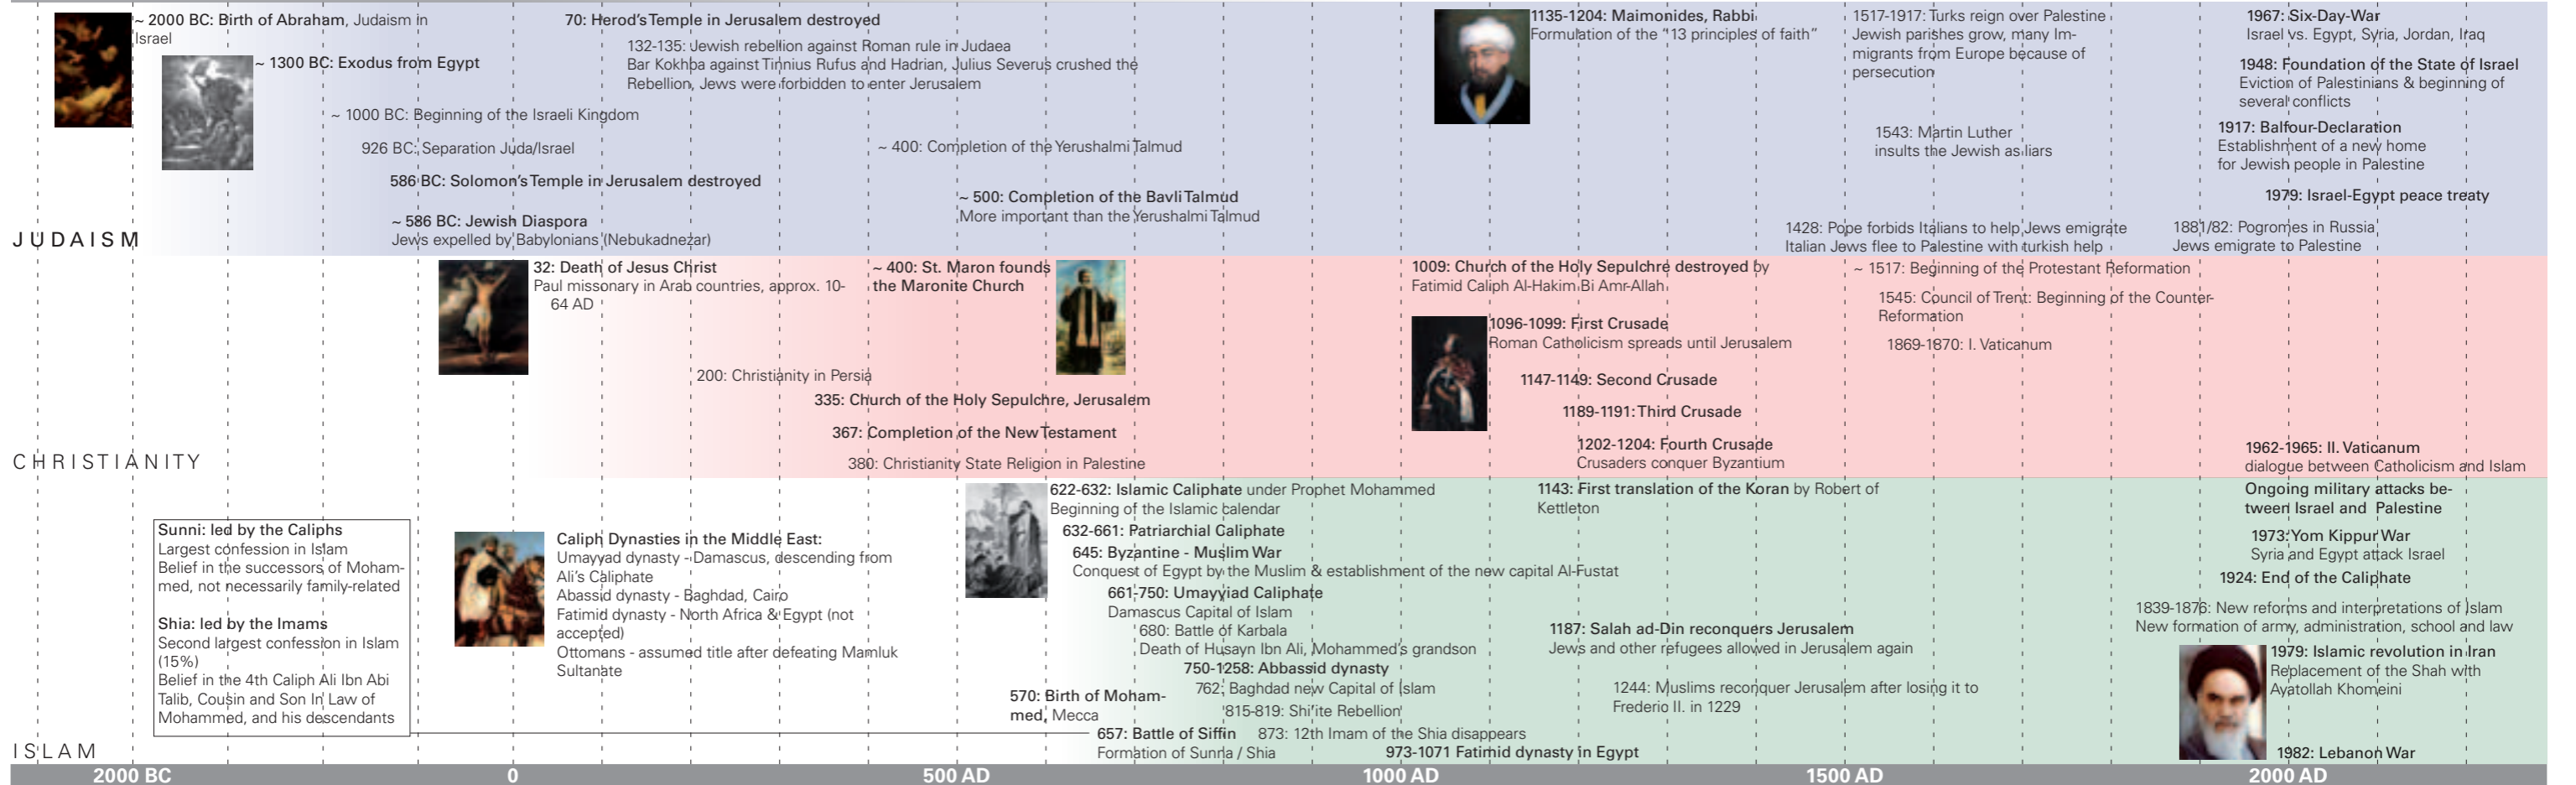 ~ 2000 BC: Birth of Abraham, Judaism in
Israel
~ 1300 BC: Exodus from Egypt
~ 1000 BC: Beginning of the Israeli Kingdom
926 BC: Separation Juda/Israel
586 BC: Solomon's Temple in Jerusalem destroyed
~ 586 BC: Jewish Diaspora
Jews expelled by Babylonians (Nebukadnezar)
70: Herod's Temple in Jerusalem destroyed
132-135: Jewish rebellion against Roman rule in Judaea
Bar Kokhba against Tinnius Rufus and Hadrian, Julius Severus crushed the
Rebellion, Jews were forbidden to enter Jerusalem
~ 400: Completion of the Yerushalmi Talmud
~ 500: Completion of the Bavli Talmud
More important than the Yerushalmi Talmud
1135-1204: Maimonides, Rabbi
Formulation of the "13 principles of faith"
1517-1917: Turks reign over Palestine
Jewish parishes grow, many Im-
migrants from Europe because of
persecution
1543: Martin Luther
insults the Jewish as liars
1428: Pope forbids Italians to help Jews emigrate
Italian Jews flee to Palestine with turkish help
1967: Six-Day-War
Israel vs. Egypt, Syria, Jordan, Iraq
1948: Foundation of the State of Israel
Eviction of Palestinians & beginning of
several conflicts
1917: Balfour-Declaration
Establishment of a new home
for Jewish people in Palestine
1979: Israel-Egypt peace treaty
1881/82: Pogromes in Russia
Jews emigrate to Palestine
JUDAISM
32: Death of Jesus Christ
Paul missonary in Arab countries, approx. 10-
64 AD
~ 400: St. Maron founds
the Maronite Church
200: Christianity in Persia
335: Church of the Holy Sepulchre, Jerusalem
367: Completion of the New Testament
380: Christianity State Religion in Palestine
1009: Church of the Holy Sepulchre destroyed by
Fatimid Caliph Al-Hakim Bi Amr-Allah
1096-1099: First Crusade
Roman Catholicism spreads until Jerusalem
1147-1149: Second Crusade
1189-1191: Third Crusade
1202-1204: Fourth Crusade
Crusaders conquer Byzantium
~ 1517: Beginning of the Protestant Reformation
1545: Council of Trent: Beginning of the Counter-
Reformation
1869-1870: I. Vaticanum
1962-1965: II. Vaticanum
dialogue between Catholicism and Islam
CHRISTIANITY
Sunni: led by the Caliphs
Largest confession in Islam
Belief in the successors of Moham-
med, not necessarily family-related
Shia: led by the Imams
Second largest confession in Islam
(15%)
Belief in the 4th Caliph Ali Ibn Abi
Talib, Cousin and Son In Law of
Mohammed, and his descendants
Caliph Dynasties in the Middle East:
Umayyad dynasty - Damascus, descending from
Ali's Caliphate
Abassid dynasty - Baghdad, Cairo
Fatimid dynasty - North Africa & Egypt (not
accepted)
Ottomans - assumed title after defeating Mamluk
Sultanate
622-632: Islamic Caliphate under Prophet Mohammed
Beginning of the Islamic calendar
632-661: Patriarchial Caliphate
645: Byzantine - Muslim War
Conquest of Egypt by the Muslim & establishment of the new capital Al-Fustat
661-750: Umayyiad Caliphate
Damascus Capital of Islam
680: Battle of Karbala
Death of Husayn Ibn Ali, Mohammed's grandson
750-1258: Abbassid dynasty
762: Baghdad new Capital of Islam
815-819: Shi'ite Rebellion
570: Birth of Moham-
med, Mecca
657: Battle of Siffin
Formation of Sunna / Shia
873: 12th Imam of the Shia disappears
973-1071 Fatimid dynasty in Egypt
1143: First translation of the Koran by Robert of
Kettleton
1187: Salah ad-Din reconquers Jerusalem
Jews and other refugees allowed in Jerusalem again
1244: Muslims reconquer Jerusalem after losing it to
Frederic II. in 1229
Ongoing military attacks be-
tween Israel and Palestine
1973: Yom Kippur War
Syria and Egypt attack Israel
1924: End of the Caliphate
1839-1876: New reforms and interpretations of Islam
New formation of army, administration, school and law
1979: Islamic revolution in Iran
Replacement of the Shah with
Ayatollah Khomeini
1982: Lebanon War
ISLAM
2000 BC
0
500 AD
1000 AD
1500 AD
2000 AD